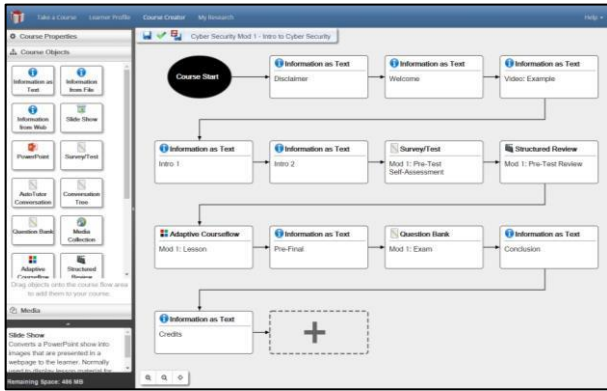 Take a Course Learner Profile Course Creator My Research Help
Course Properties
Course Objects
Information as Text
Information from File
Information from Web
Slide Show
PowerPoint
Survey/Test
AutoTutor Conversation
Conversation Tree
Question Bank
Media Collection
Adaptive Courseflow
Structured Review
Drag objects onto the course flow area
to add them to your course.
Media
Slide Show
Converts a PowerPoint show into
images that are presented in a
webpage to the learner. Normally
used to display lesson material for
Remaining Space: 486 MB
Cyber Security Mod 1 - Intro to Cyber Security
Course Start
Information as Text
Disclaimer
Information as Text
Welcome
Information as Text
Video: Example
Information as Text
Intro 1
Information as Text
Intro 2
Survey/Test
Mod 1: Pre-Test
Self-Assessment
Structured Review
Mod 1: Pre-Test Review
Adaptive Courseflow
Mod 1: Lesson
Information as Text
Pre-Final
Question Bank
Mod 1: Exam
Information as Text
Conclusion
Information as Text
Credits